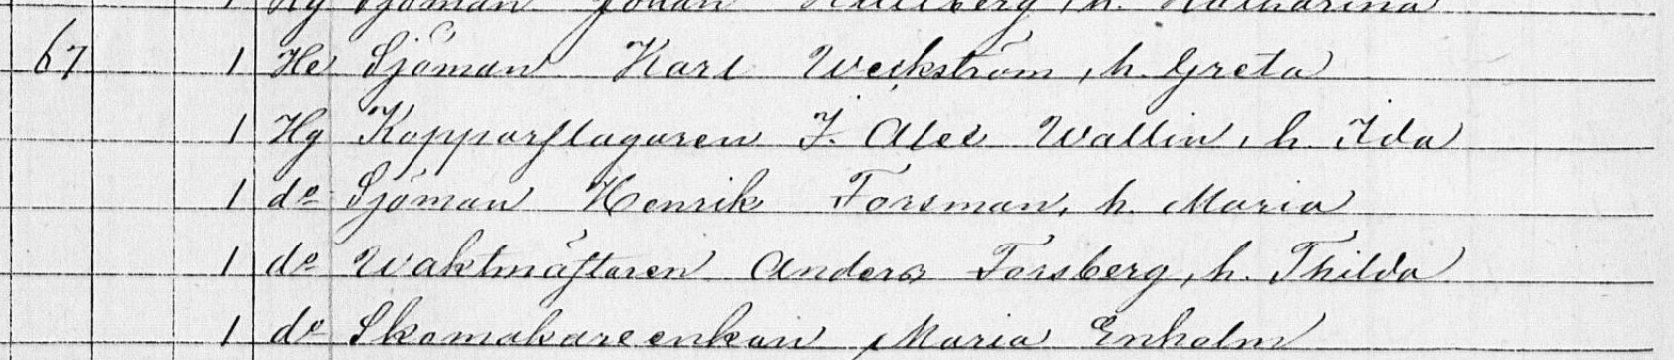 1 Hg Sjöman Johan h. Katharina
67 1 He Sjöman Karl Weckström, h. Greta
1 Hg Kopparslagaren J. Alex Wallin, h. Ida
1 do Sjöman Henrik Forsman, h. Maria
1 do Waktmästaren Anders Forsberg, h. Thilda
1 do Skomakareenkan Maria Enholm